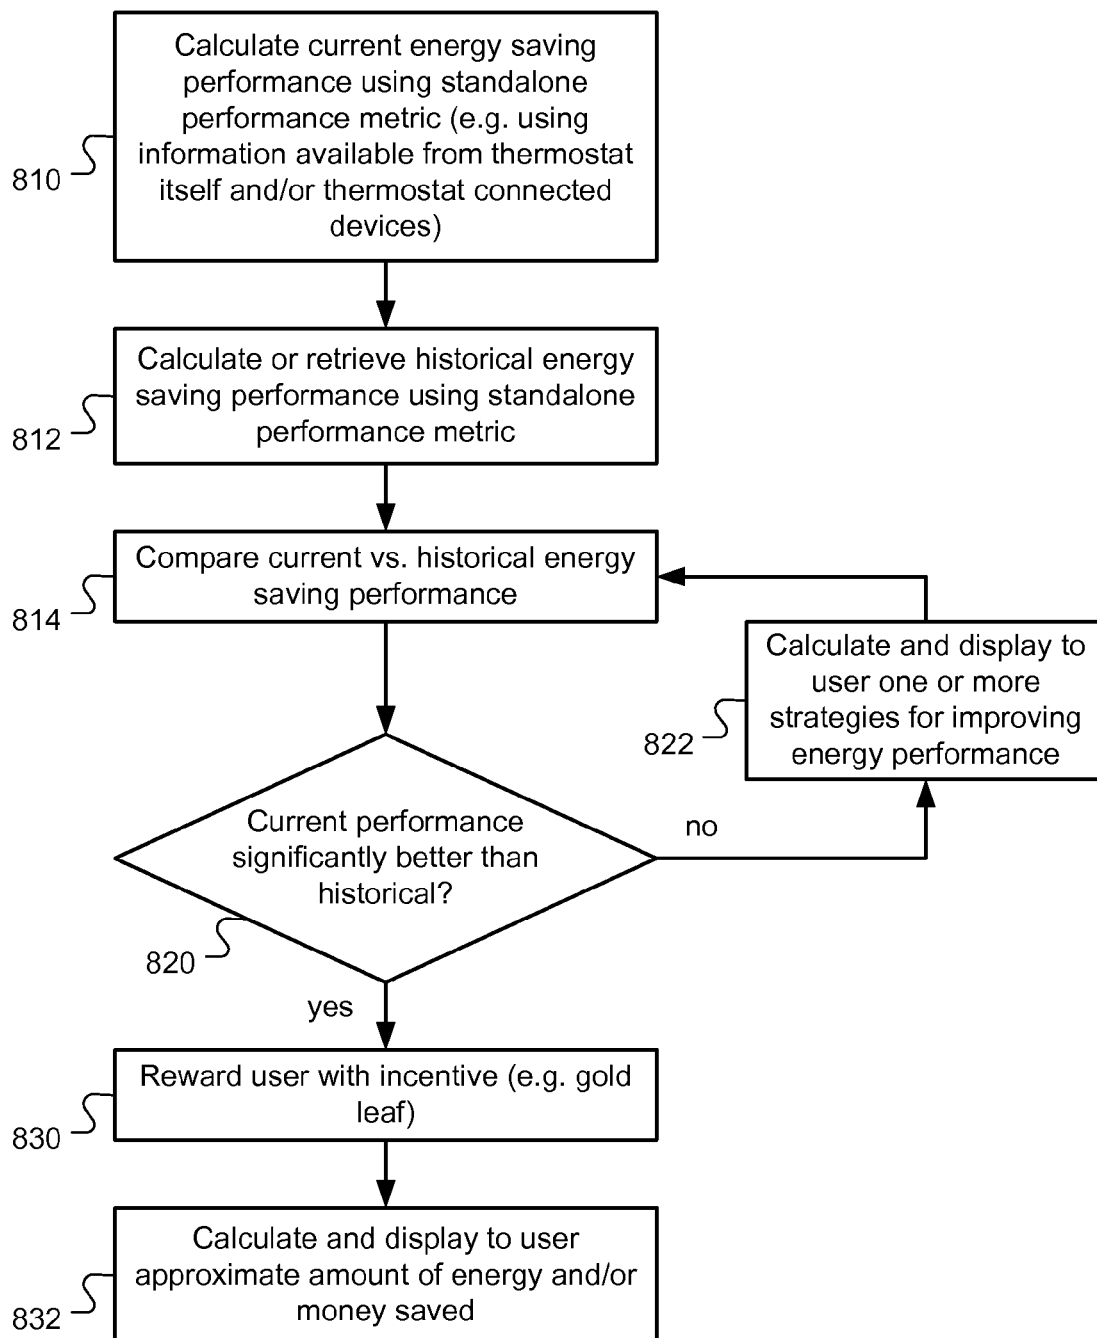 Calculate current energy saving
performance using standalone
performance metric (e.g. using
information available from thermostat
itself and/or thermostat connected
devices)
810
Calculate or retrieve historical energy
saving performance using standalone
performance metric
812
Compare current vs. historical energy
saving performance
814
Calculate and display to
user one or more
strategies for improving
energy performance
822
Current performance
significantly better than
historical?
820
no
yes
Reward user with incentive (e.g. gold
leaf)
830
Calculate and display to user
approximate amount of energy and/or
money saved
832